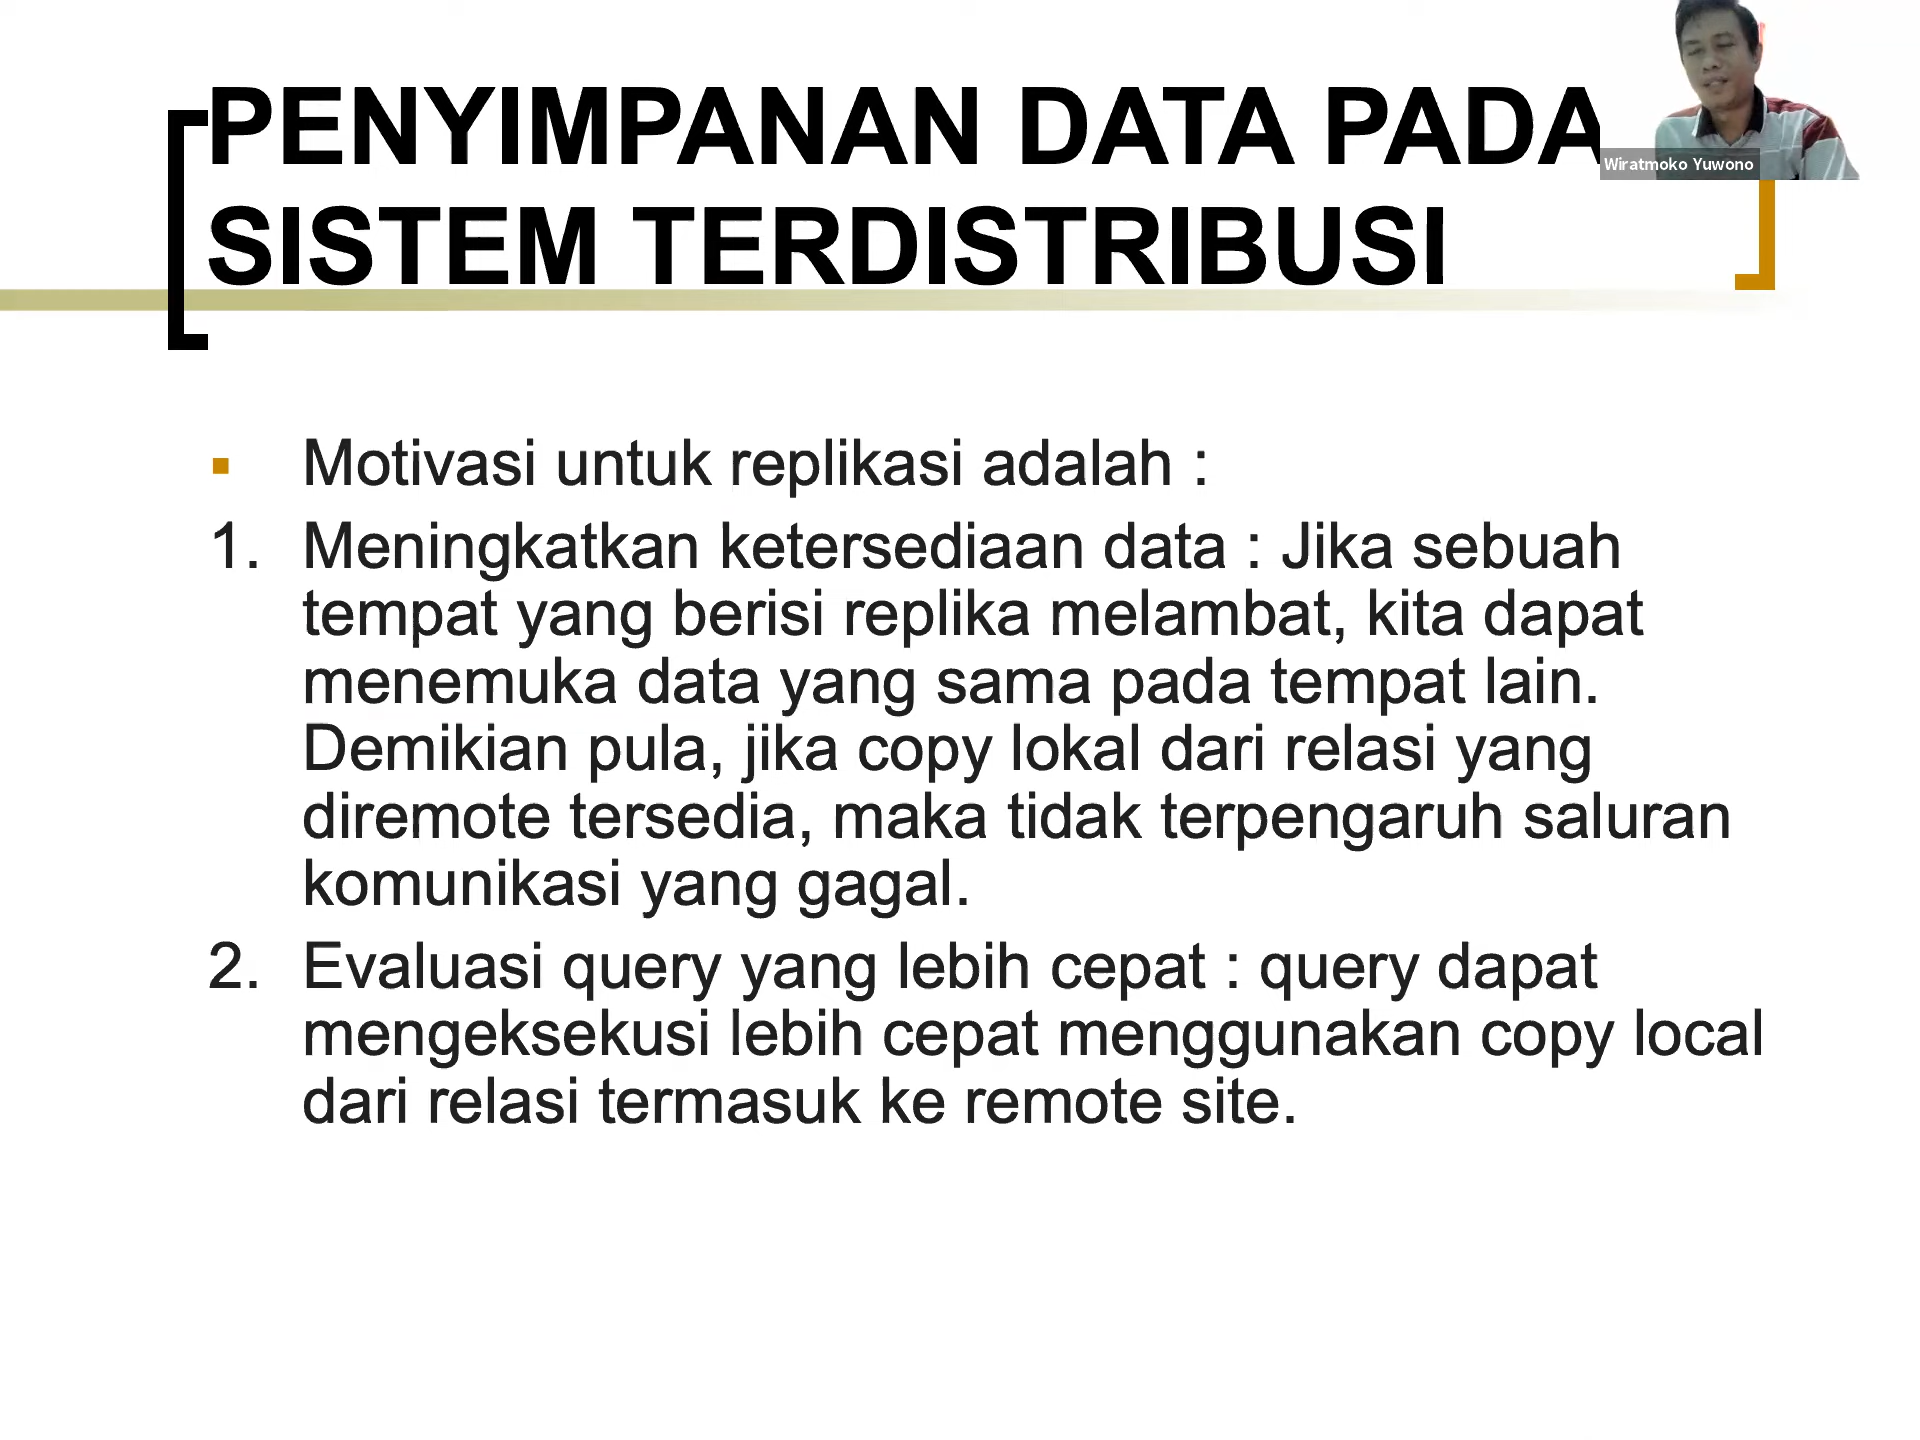 PENYIMPANAN DATA PADA
SISTEM TERDISTRIBUSI
Wiratmoko Yuwono
▪ Motivasi untuk replikasi adalah :
1. Meningkatkan ketersediaan data : Jika sebuah
tempat yang berisi replika melambat, kita dapat
menemuka data yang sama pada tempat lain.
Demikian pula, jika copy lokal dari relasi yang
diremote tersedia, maka tidak terpengaruh saluran
komunikasi yang gagal.
2. Evaluasi query yang lebih cepat : query dapat
mengeksekusi lebih cepat menggunakan copy local
dari relasi termasuk ke remote site.